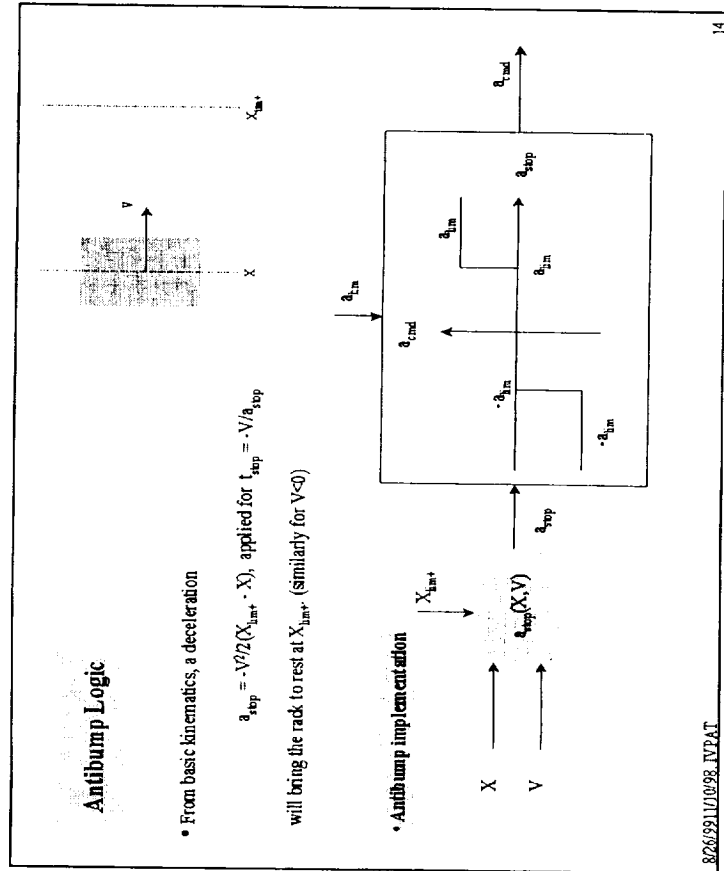 Antibump Logic
V
X
X_lim+
• From basic kinematics, a deceleration
a_stop = -V²/2(X_lim+ - X), applied for t_stop = -V/a_stop
will bring the rack to rest at X_lim+. (similarly for V<0)
• Antibump implementation
X_lim+
X
V
a_stop(X,V)
a_stop
a_lim
a_cmd
a_lim
-a_lim
a_lim
-a_lim
a_stop
a_cmd
8/26/9911/10/98 IVPAT
14